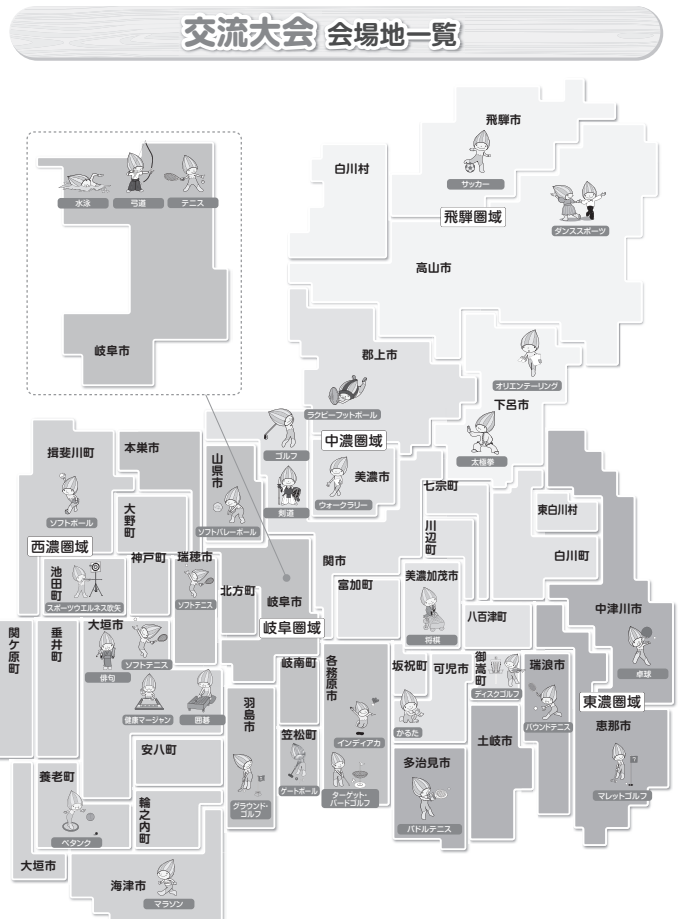 交流大会 会場地一覧
飛騨市
サッカー
白川村
飛騨圏域
ダンススポーツ
高山市
水泳
弓道
テニス
岐阜市
郡上市
ラグビーフットボール
オリエンテーリング
下呂市
太極拳
ゴルフ
中濃圏域
山県市
ソフトバレーボール
剣道
美濃市
ウォークラリー
揖斐川町
ソフトボール
本巣市
大野町
西濃圏域
神戸町
瑞穂市
ソフトテニス
池田町
スポーツウエルネス吹矢
北方町
岐阜市
岐阜圏域
関市
富加町
七宗町
川辺町
美濃加茂市
将棋
八百津町
東白川村
白川町
中津川市
卓球
関ケ原町
垂井町
大垣市
俳句
ソフトテニス
健康マージャン
囲碁
岐南町
各務原市
インディアカ
ターゲット・
バードゴルフ
坂祝町
可児市
かるた
御嵩町
ディスクゴルフ
瑞浪市
バウンドテニス
東濃圏域
恵那市
マレットゴルフ
羽島市
グラウンド・
ゴルフ
笠松町
ゲートボール
多治見市
パドルテニス
土岐市
安八町
養老町
ペタンク
輪之内町
大垣市
海津市
マラソン